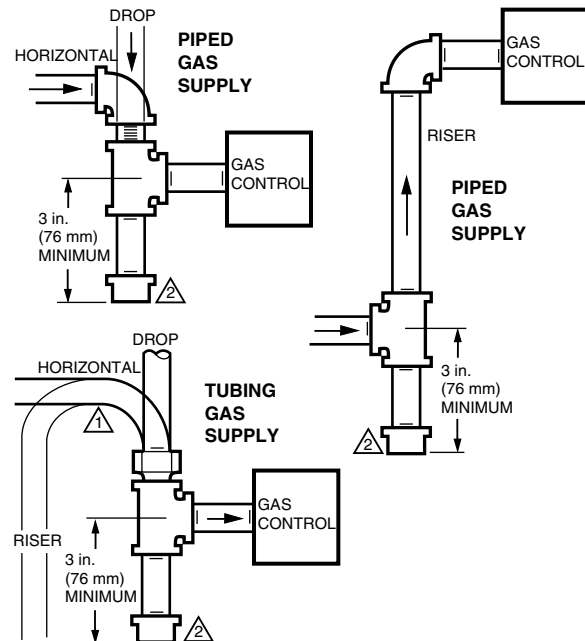 DROP
HORIZONTAL
PIPED
GAS
SUPPLY
GAS
CONTROL
3 in.
(76 mm)
MINIMUM
2
GAS
CONTROL
RISER
PIPED
GAS
SUPPLY
3 in.
(76 mm)
MINIMUM
2
DROP
HORIZONTAL
TUBING
GAS
SUPPLY
1
GAS
CONTROL
RISER
3 in.
(76 mm)
MINIMUM
2